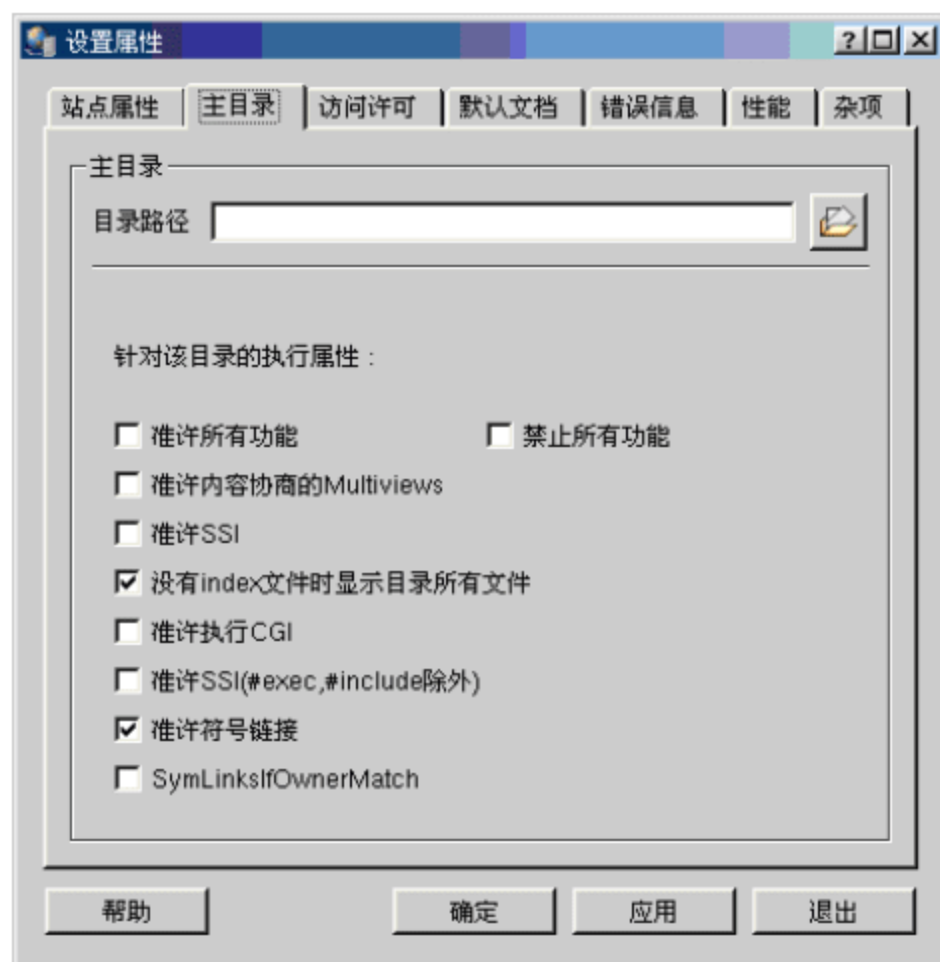 设置属性
站点属性 主目录 访问许可 默认文档 错误信息 性能 杂项
主目录
目录路径
针对该目录的执行属性：
准许所有功能 禁止所有功能
准许内容协商的Multiviews
准许SSI
没有index文件时显示目录所有文件
准许执行CGI
准许SSI(#exec,#include除外)
准许符号链接
SymLinksIfOwnerMatch
帮助 确定 应用 退出